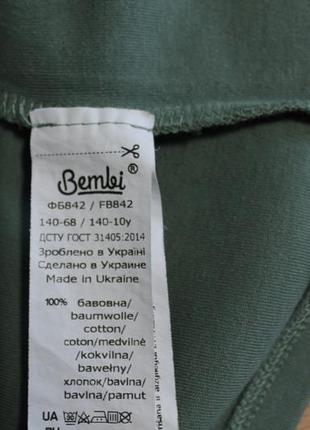 Bembi®
ФБ842 / FB842
140-68 / 140-10y
ДСТУ ГОСТ 31405:2014
Зроблено в Україні
Сделано в Украине
Made in Ukraine
100% бавовна/
baumwolle/
cotton/
coton/medvilnė
/kokvilna/
bawełny/
хлопок/bavlna/
bavlna/pamut
UA